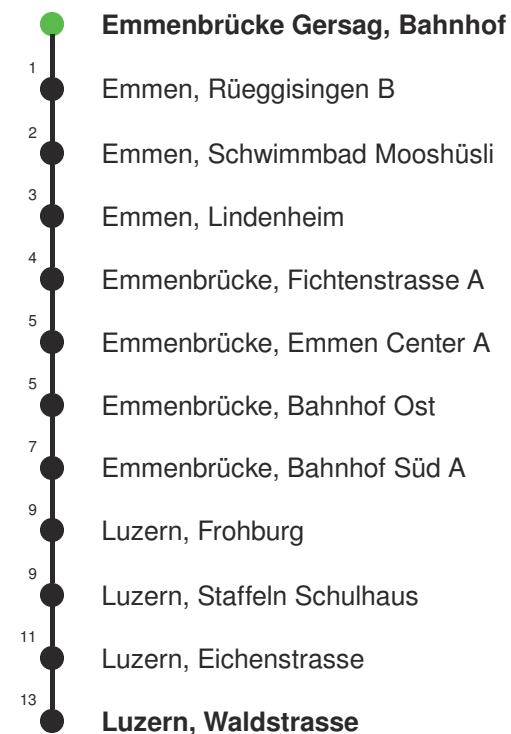 Emmenbrücke Gersag, Bahnhof
1 Emmen, Rüeggisingen B
2 Emmen, Schwimmbad Mooshüsli
3 Emmen, Lindenheim
4 Emmenbrücke, Fichtenstrasse A
5 Emmenbrücke, Emmen Center A
5 Emmenbrücke, Bahnhof Ost
7 Emmenbrücke, Bahnhof Süd A
9 Luzern, Frohburg
9 Luzern, Staffeln Schulhaus
11 Luzern, Eichenstrasse
13 Luzern, Waldstrasse